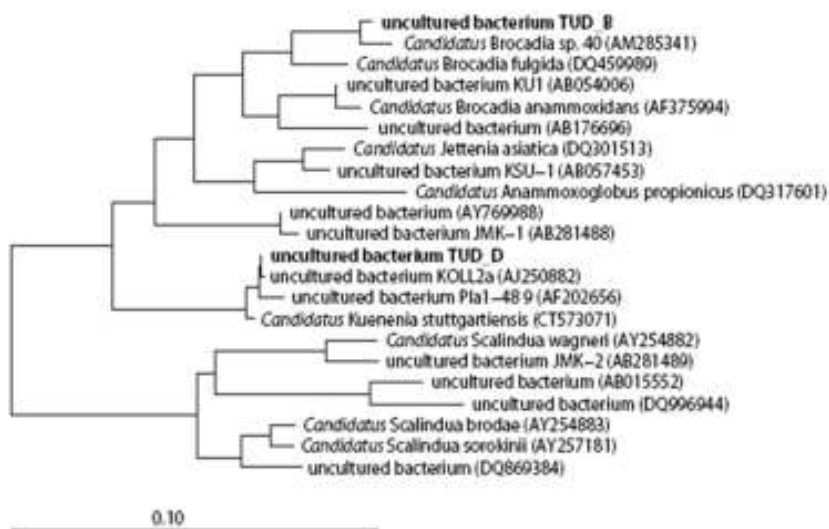 uncultured bacterium TUD_B
Candidatus Brocadia sp. 40 (AM285341)
Candidatus Brocadia fulgida (DQ459989)
uncultured bacterium KU1 (AB054006)
Candidatus Brocadia anammoxidans (AF375994)
uncultured bacterium (AB176696)
Candidatus Jettenia asiatica (DQ301513)
uncultured bacterium KSU-1 (AB057453)
Candidatus Anammoxoglobus propionicus (DQ317601)
uncultured bacterium (AY769988)
uncultured bacterium JMK-1 (AB281488)
uncultured bacterium TUD_D
uncultured bacterium KOLL2a (AJ250882)
uncultured bacterium Pla1-48 9 (AF202656)
Candidatus Kuenenia stuttgartiensis (CT573071)
Candidatus Scalindua wagneri (AY254882)
uncultured bacterium JMK-2 (AB281489)
uncultured bacterium (AB015552)
uncultured bacterium (DQ996944)
Candidatus Scalindua brodae (AY254883)
Candidatus Scalindua sorokinii (AY257181)
uncultured bacterium (DQ869384)
0.10